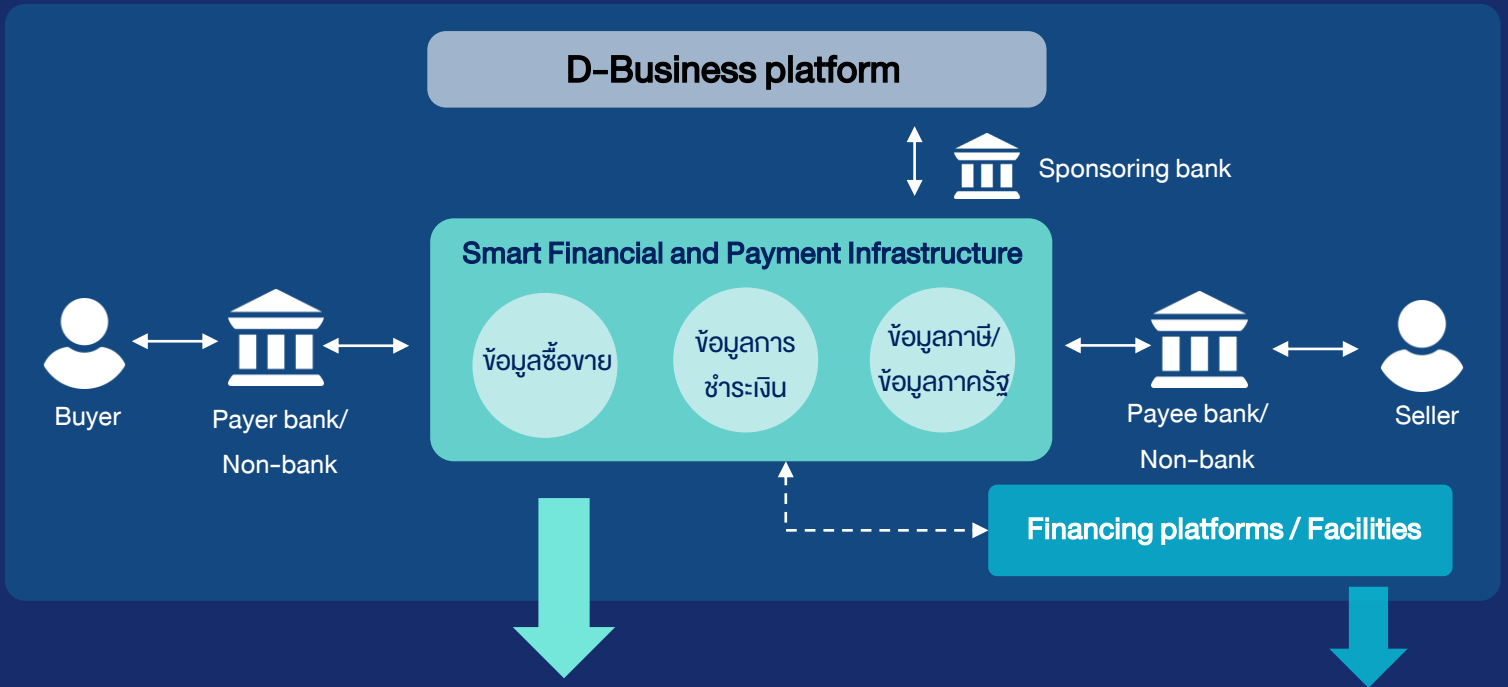 D-Business platform
Sponsoring bank
Smart Financial and Payment Infrastructure
ข้อมูลซื้อขาย
ข้อมูลการ
ชำระเงิน
ข้อมูลภาษี/
ข้อมูลภาครัฐ
Buyer
Payer bank/
Non-bank
Payee bank/
Non-bank
Seller
Financing platforms / Facilities